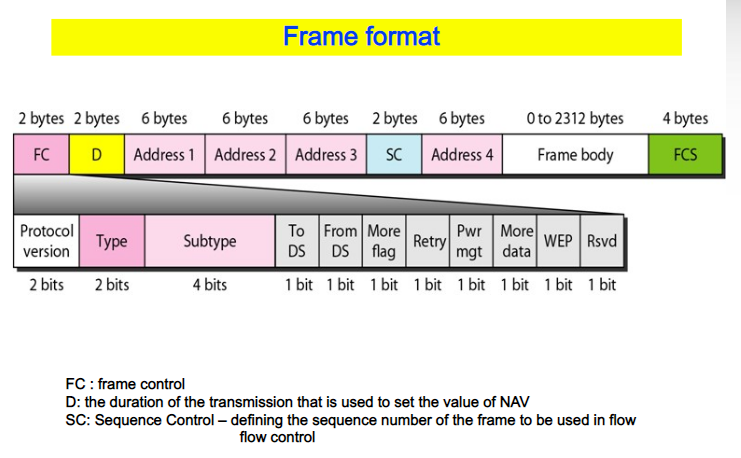 Frame format
2 bytes 2 bytes 6 bytes 6 bytes 6 bytes 2 bytes 6 bytes 0 to 2312 bytes 4 bytes
FC D Address 1 Address 2 Address 3 SC Address 4 Frame body FCS
Protocol version Type Subtype To DS From DS More flag Retry Pwr mgt More data WEP Rsvd
2 bits 2 bits 4 bits 1 bit 1 bit 1 bit 1 bit 1 bit 1 bit 1 bit 1 bit
FC : frame control
D: the duration of the transmission that is used to set the value of NAV
SC: Sequence Control – defining the sequence number of the frame to be used in flow
flow control